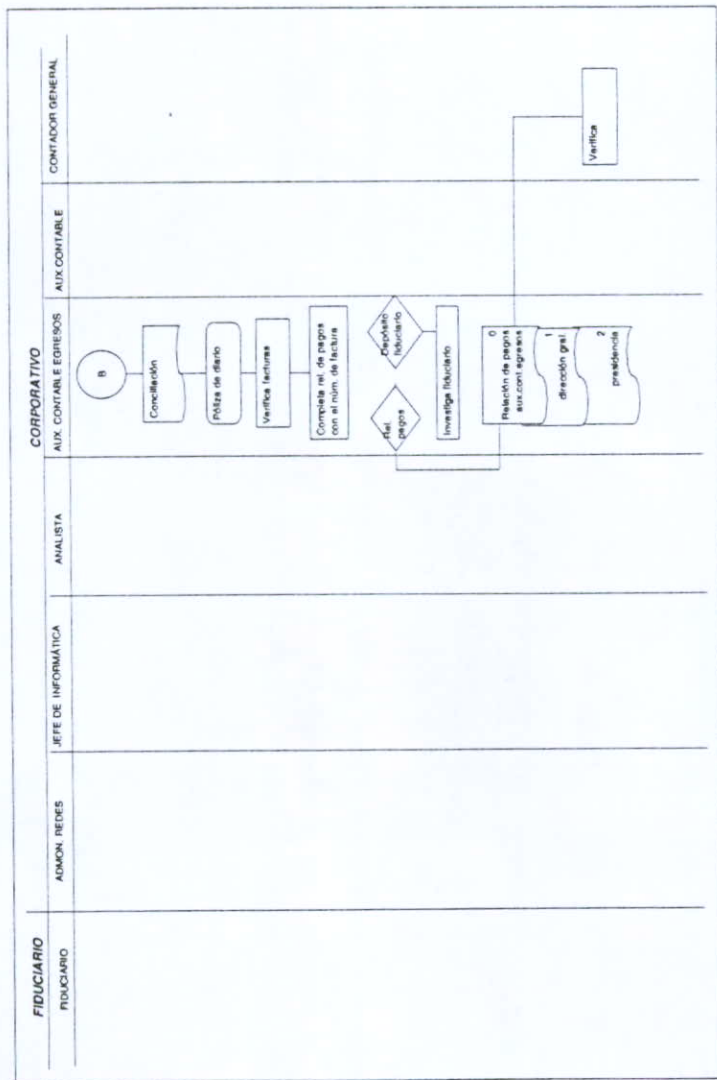 FIDUCIARIO
CORPORATIVO
FIDUCIARIO
ADMON. REDES
JEFE DE INFORMÁTICA
ANALISTA
AUX. CONTABLE EGRESOS
AUX. CONTABLE
CONTADOR GENERAL
B
Conciliación
Póliza de diario
Verifica facturas
Completa rel. de pagos
con el núm. de factura
Rel.
pagos
Depósito
fiduciario
Investiga fiduciario
0
Relación de pagos
aux.cont.egresos
1
dirección gral.
2
presidencia
Verifica